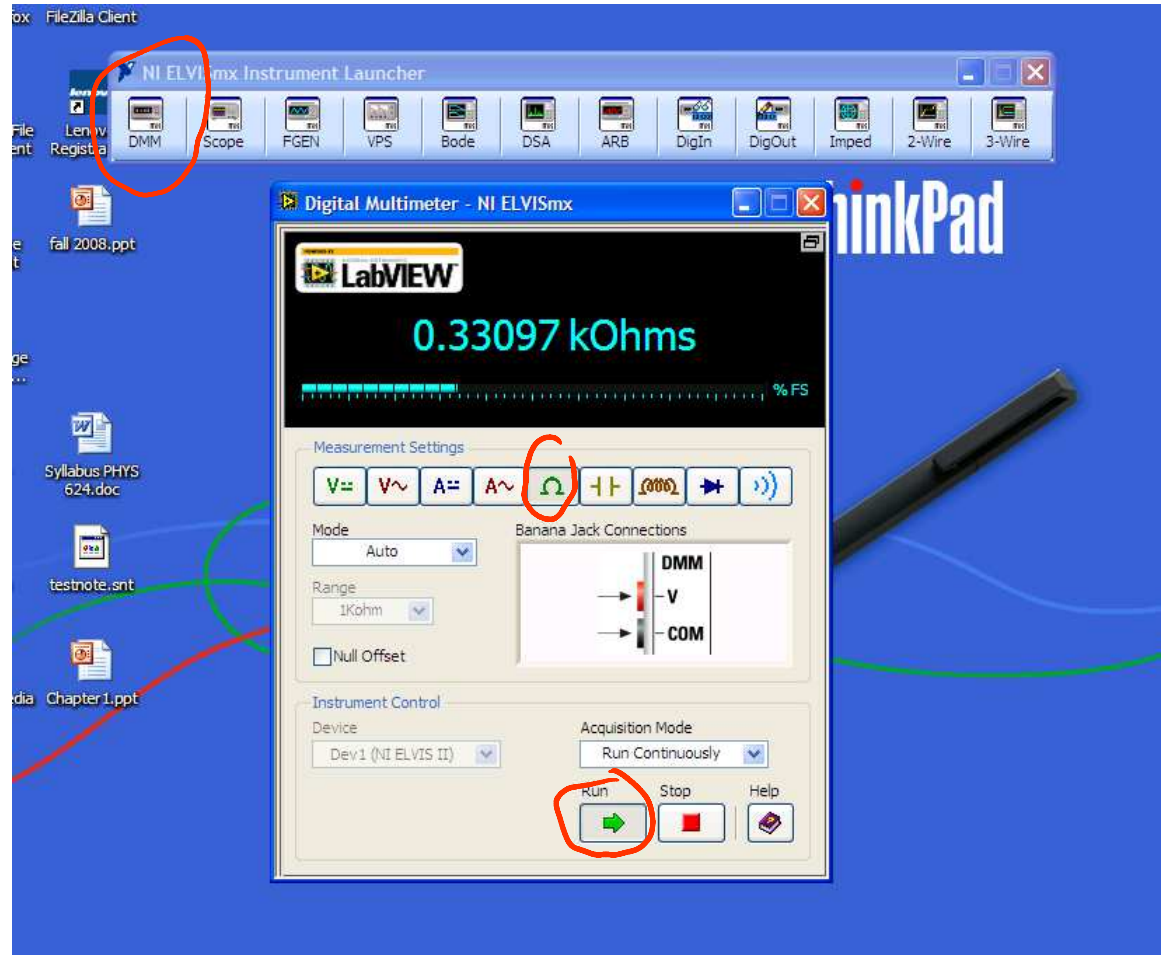 FileZilla Client
NI ELVISmx Instrument Launcher
DMM
Scope
FGEN
VPS
Bode
DSA
ARB
DigIn
DigOut
Imped
2-Wire
3-Wire
File
Lenov
Registra
fall 2008.ppt
ThinkPad
Digital Multimeter - NI ELVISmx
LabVIEW
0.33097 kOhms
% FS
Measurement Settings
V
V
A
A
Ω
Mode
Auto
Banana Jack Connections
DMM
V
COM
Range
1Kohm
Null Offset
Syllabus PHYS
624.doc
testnote.snt
Chapter1.ppt
Instrument Control
Device
Dev1 (NI ELVIS II)
Acquisition Mode
Run Continuously
Run
Stop
Help